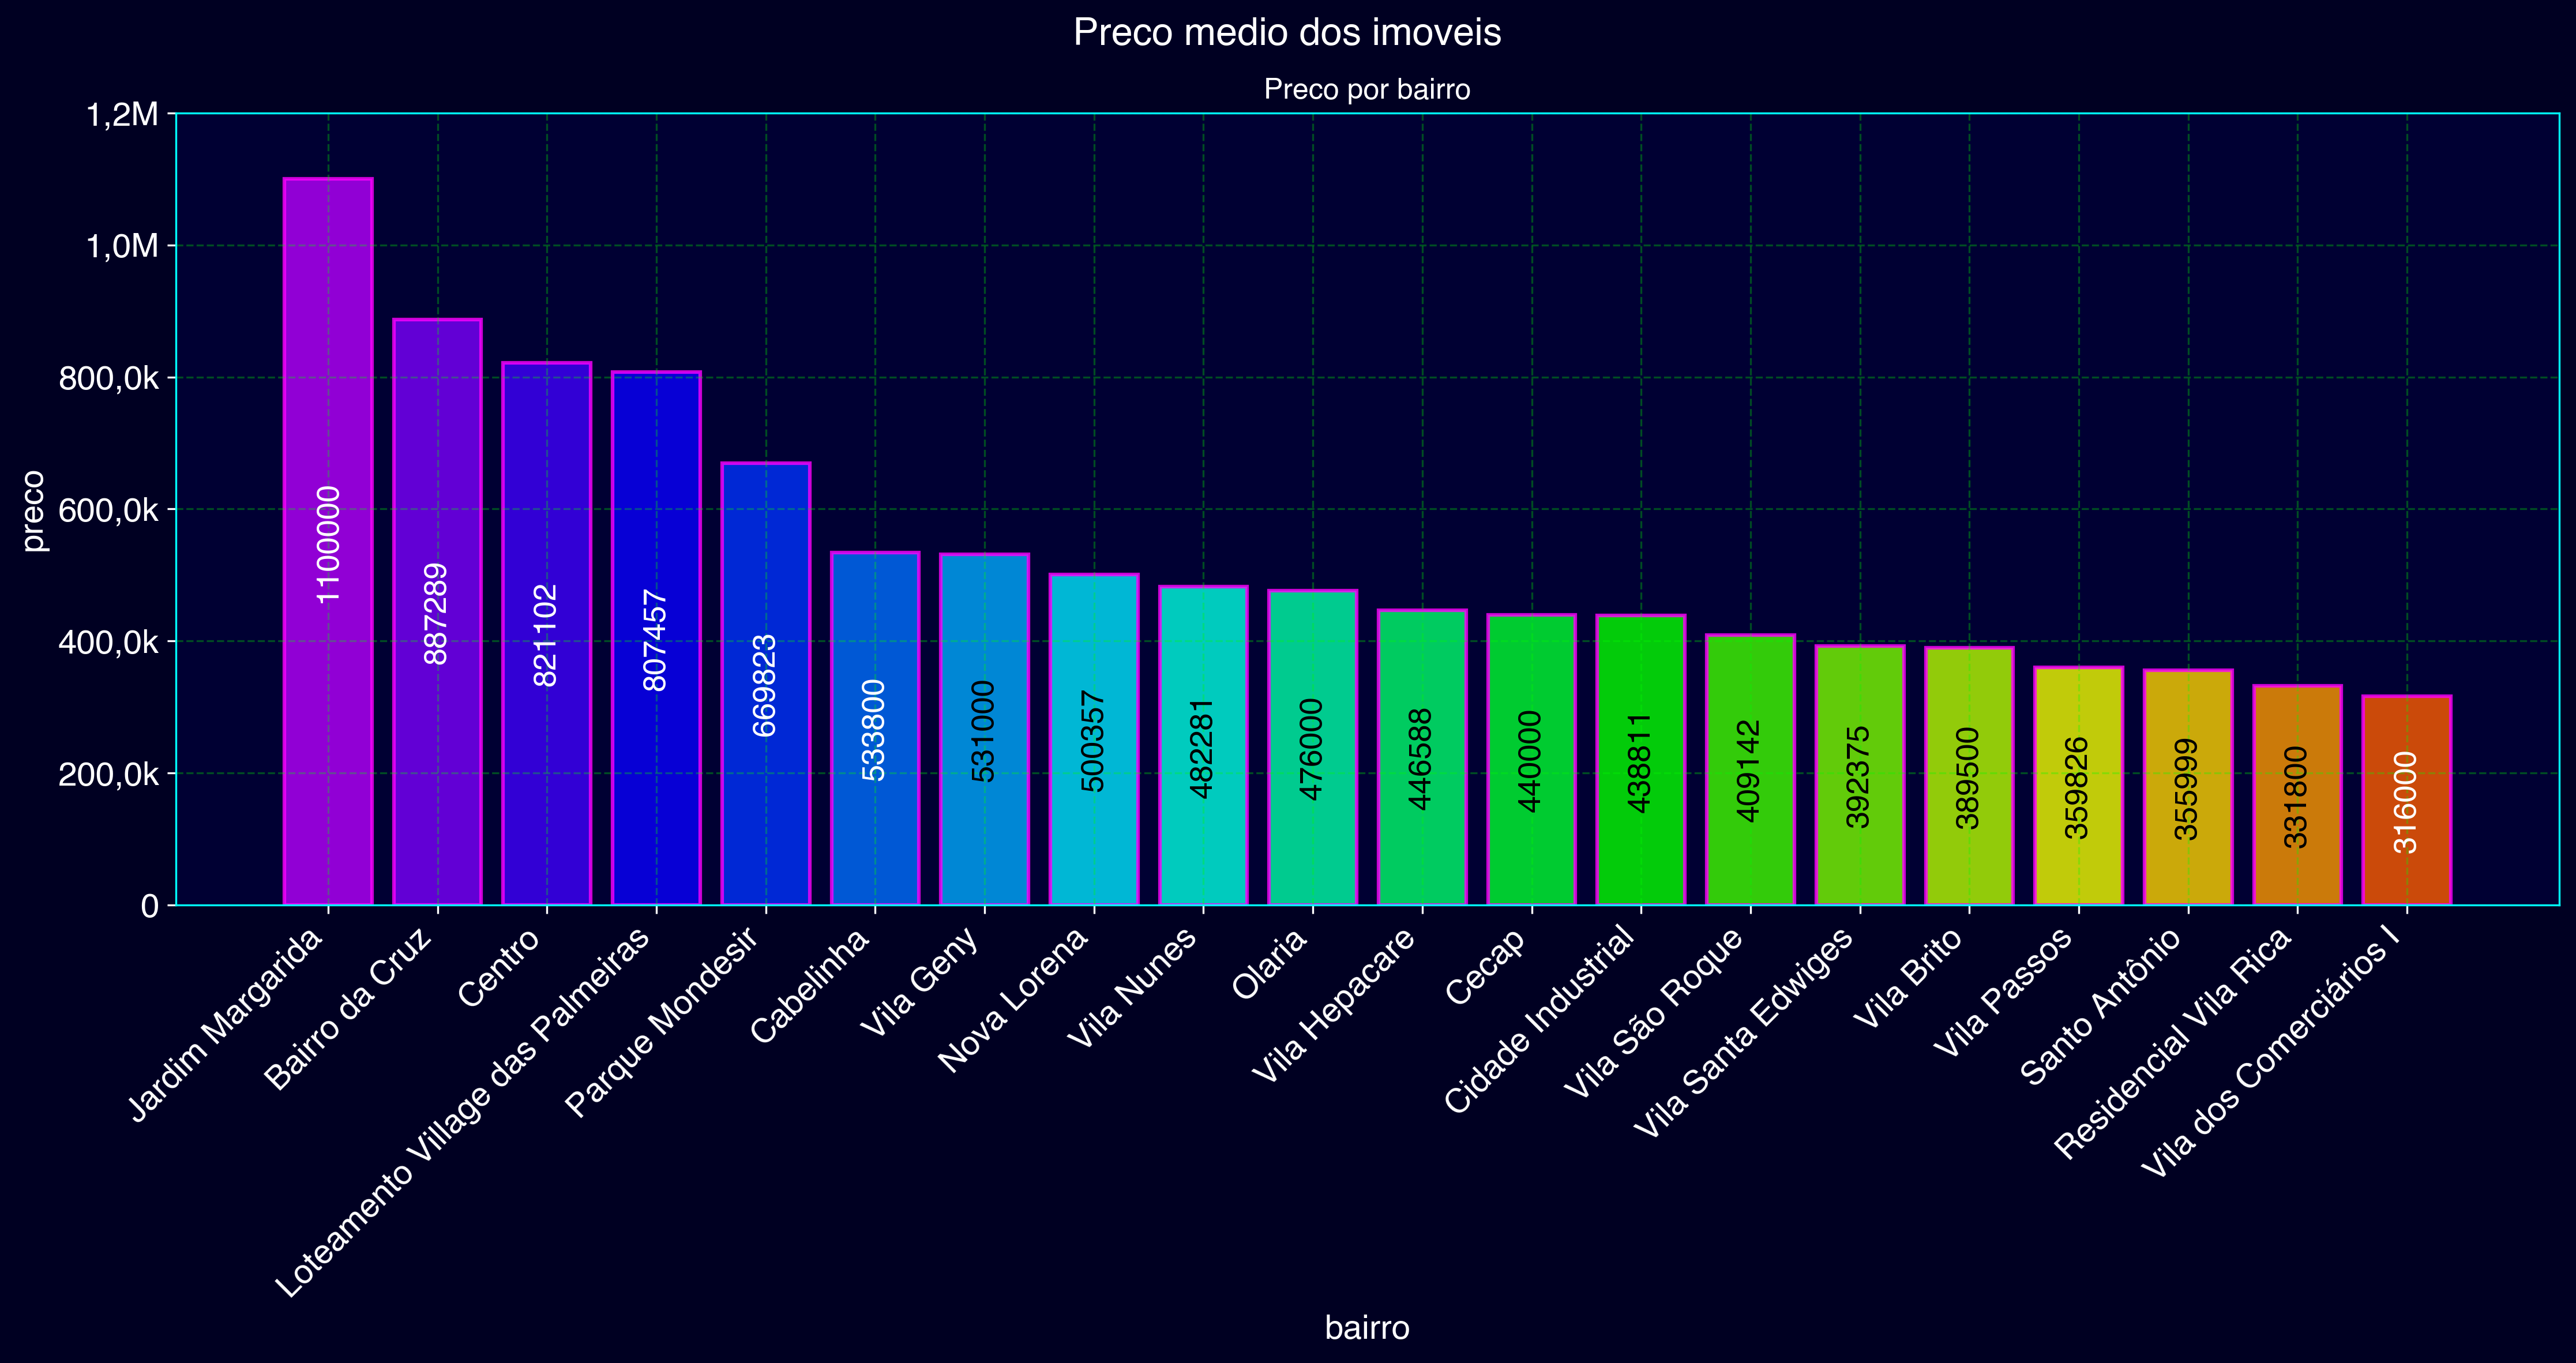 Preco medio dos imoveis
Preco por bairro
preco
1,2M
1,0M
800,0k
600,0k
400,0k
200,0k
0
1100000
887289
821102
807457
669823
533800
531000
500357
482281
476000
446588
440000
438811
409142
392375
389500
359826
355999
331800
316000
Jardim Margarida
Bairro da Cruz
Centro
Loteamento Village das Palmeiras
Parque Mondesir
Cabelinha
Vila Geny
Nova Lorena
Vila Nunes
Olaria
Vila Hepacare
Cecap
Cidade Industrial
Vila São Roque
Vila Santa Edwiges
Vila Brito
Vila Passos
Santo Antônio
Residencial Vila Rica
Vila dos Comerciários I
bairro